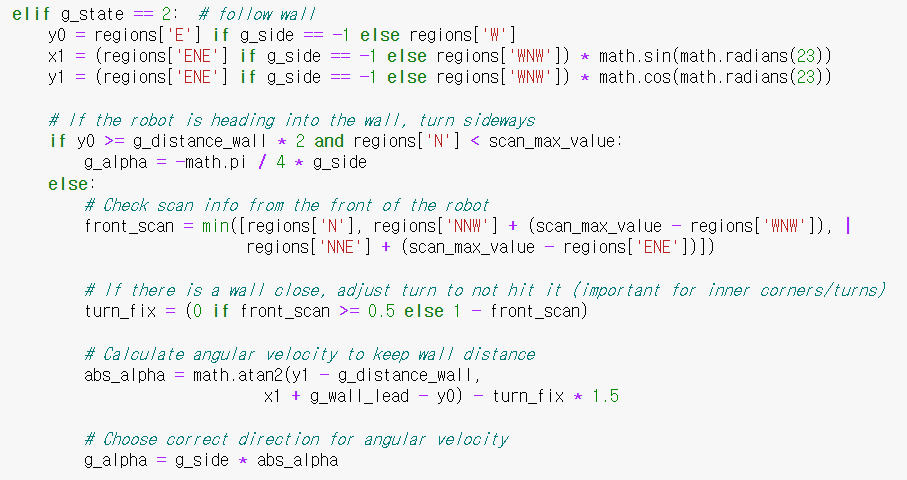 elif g_state == 2:  # follow wall
    y0 = regions['E'] if g_side == -1 else regions['W']
    x1 = (regions['ENE'] if g_side == -1 else regions['WNW']) * math.sin(math.radians(23))
    y1 = (regions['ENE'] if g_side == -1 else regions['WNW']) * math.cos(math.radians(23))

    # If the robot is heading into the wall, turn sideways
    if y0 >= g_distance_wall * 2 and regions['N'] < scan_max_value:
        g_alpha = -math.pi / 4 * g_side
    else:
        # Check scan info from the front of the robot
        front_scan = min([regions['N'], regions['NNW'] + (scan_max_value - regions['WNW']), |
                          regions['NNE'] + (scan_max_value - regions['ENE'])])

        # If there is a wall close, adjust turn to not hit it (important for inner corners/turns)
        turn_fix = (0 if front_scan >= 0.5 else 1 - front_scan)

        # Calculate angular velocity to keep wall distance
        abs_alpha = math.atan2(y1 - g_distance_wall,
                            x1 + g_wall_lead - y0) - turn_fix * 1.5

        # Choose correct direction for angular velocity
        g_alpha = g_side * abs_alpha